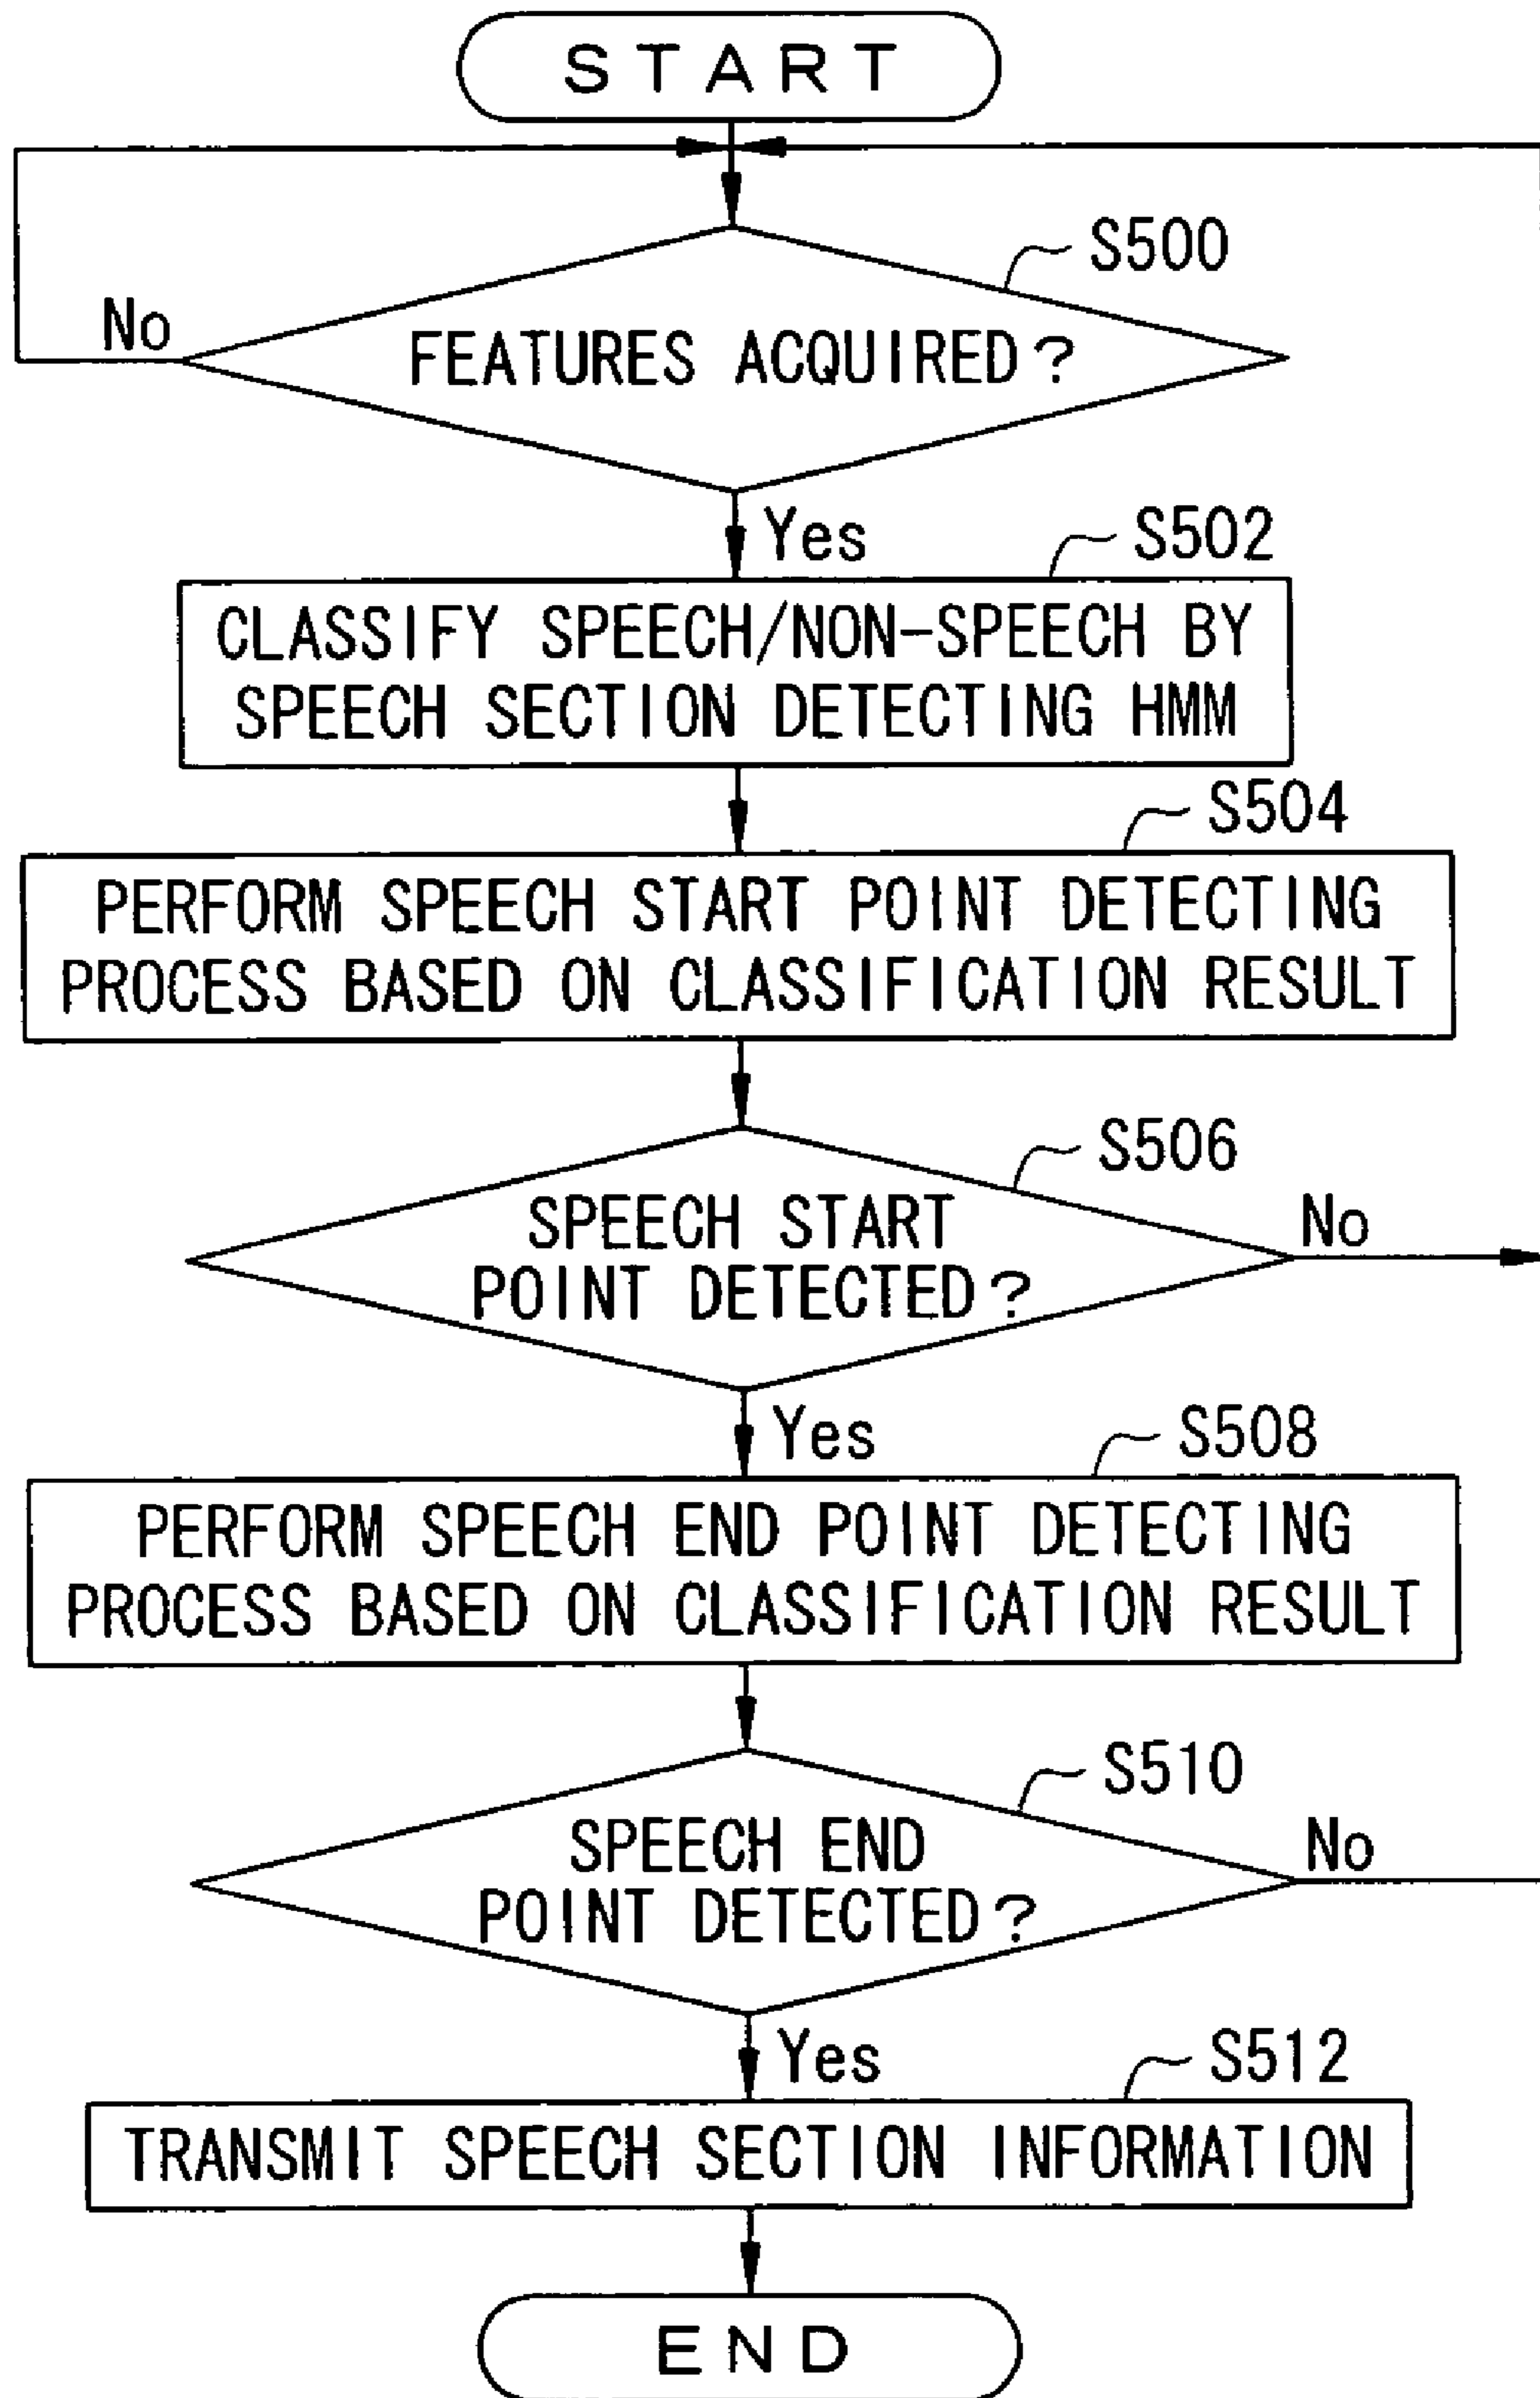 START
S500
No
FEATURES ACQUIRED?
Yes
S502
CLASSIFY SPEECH/NON-SPEECH BY
SPEECH SECTION DETECTING HMM
S504
PERFORM SPEECH START POINT DETECTING
PROCESS BASED ON CLASSIFICATION RESULT
S506
SPEECH START
POINT DETECTED?
No
Yes
S508
PERFORM SPEECH END POINT DETECTING
PROCESS BASED ON CLASSIFICATION RESULT
S510
SPEECH END
POINT DETECTED?
No
Yes
S512
TRANSMIT SPEECH SECTION INFORMATION
END